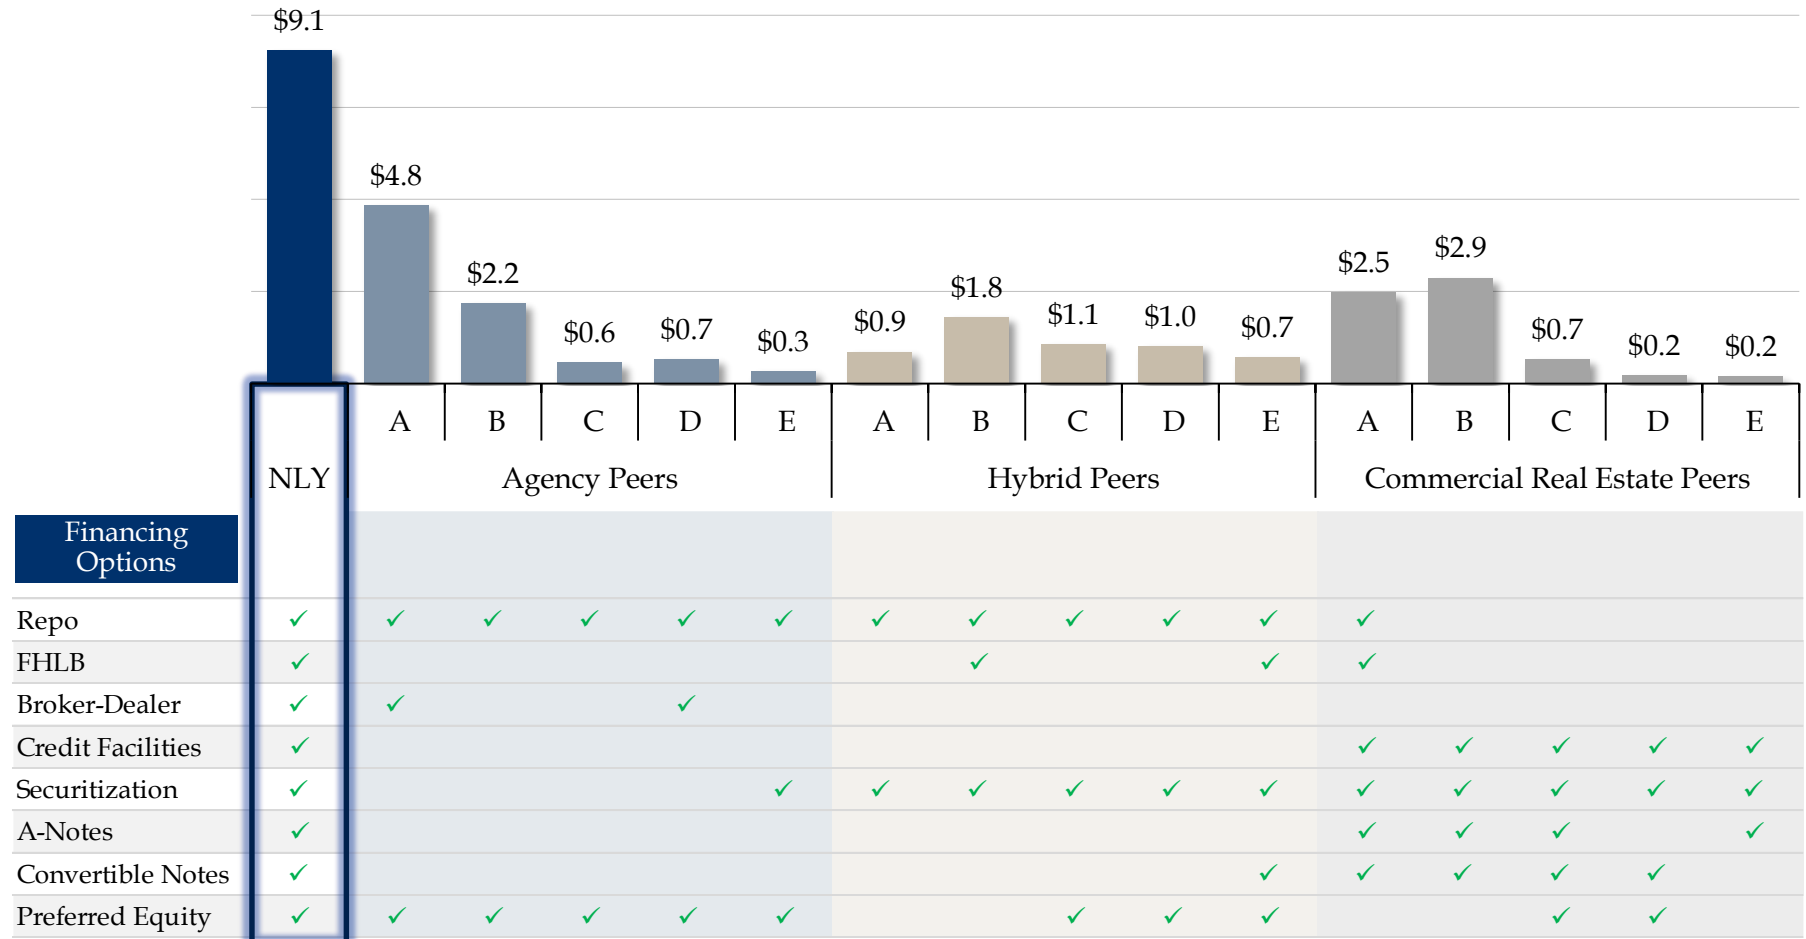 $9.1
$4.8
$2.2
$0.6
$0.7
$0.3
$0.9
$1.8
$1.1
$1.0
$0.7
$2.5
$2.9
$0.7
$0.2
$0.2
A B C D E A B C D E A B C D E
NLY Agency Peers Hybrid Peers Commercial Real Estate Peers
Financing
Options
Repo ✓ ✓ ✓ ✓ ✓ ✓ ✓ ✓ ✓ ✓ ✓ ✓
FHLB ✓ ✓ ✓ ✓
Broker-Dealer ✓ ✓ ✓
Credit Facilities ✓ ✓ ✓ ✓ ✓ ✓
Securitization ✓ ✓ ✓ ✓ ✓ ✓ ✓ ✓ ✓ ✓ ✓ ✓
A-Notes ✓ ✓ ✓ ✓ ✓
Convertible Notes ✓ ✓ ✓ ✓ ✓ ✓
Preferred Equity ✓ ✓ ✓ ✓ ✓ ✓ ✓ ✓ ✓ ✓ ✓